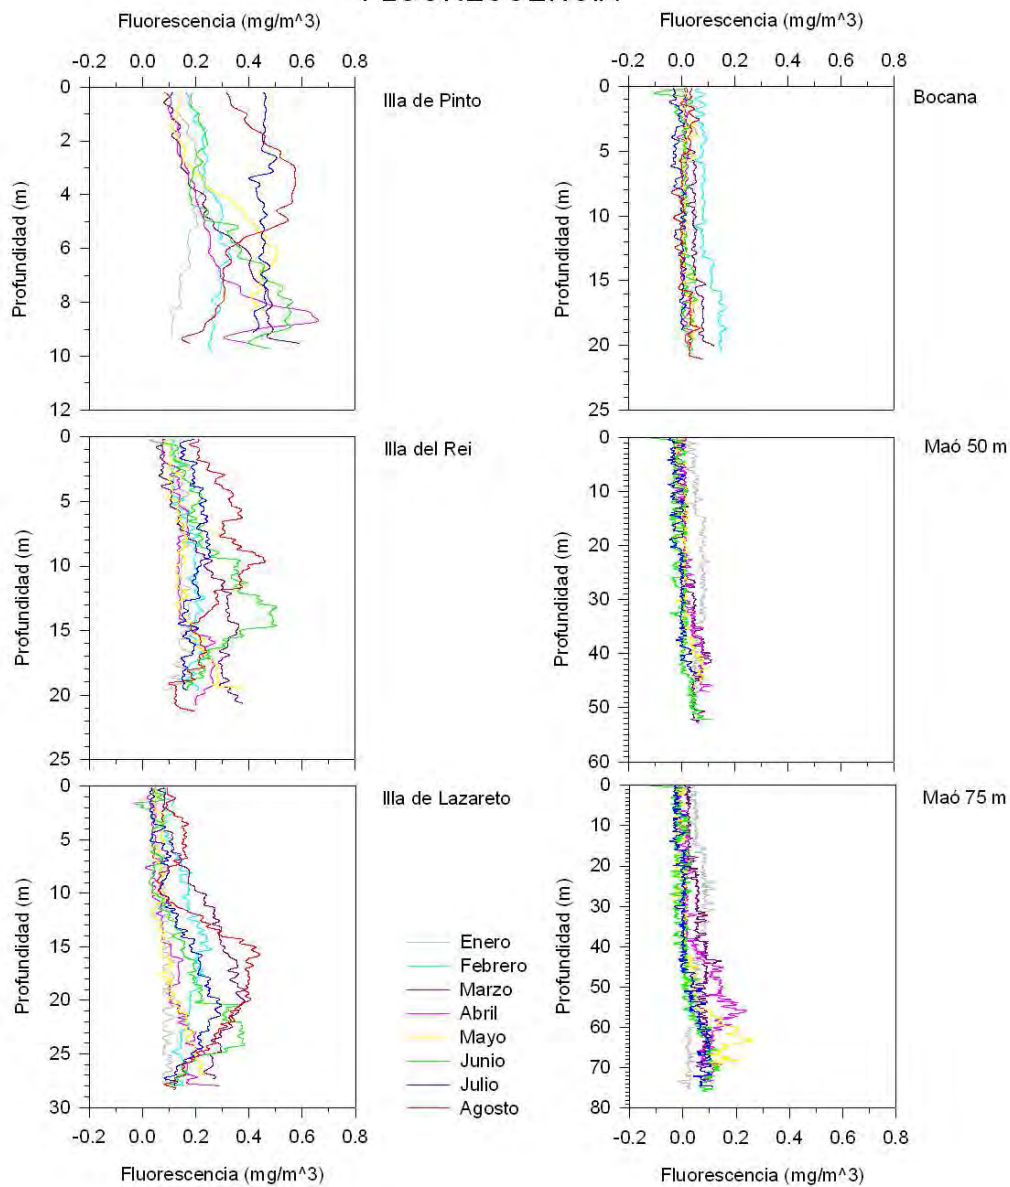 Fluorescencia (mg/m^3)
-0.2 0.0 0.2 0.4 0.6 0.8
Illa de Pinto
Profundidad (m)
0
2
4
6
8
10
12
Fluorescencia (mg/m^3)
-0.2 0.0 0.2 0.4 0.6 0.8
Bocana
Profundidad (m)
0
5
10
15
20
25
Illa del Rei
Profundidad (m)
0
5
10
15
20
25
Maó 50 m
Profundidad (m)
0
10
20
30
40
50
60
Illa de Lazareto
Profundidad (m)
0
5
10
15
20
25
30
-0.2 0.0 0.2 0.4 0.6 0.8
Fluorescencia (mg/m^3)
Enero
Febrero
Marzo
Abril
Mayo
Junio
Julio
Agosto
Maó 75 m
Profundidad (m)
0
10
20
30
40
50
60
70
80
-0.2 0.0 0.2 0.4 0.6 0.8
Fluorescencia (mg/m^3)